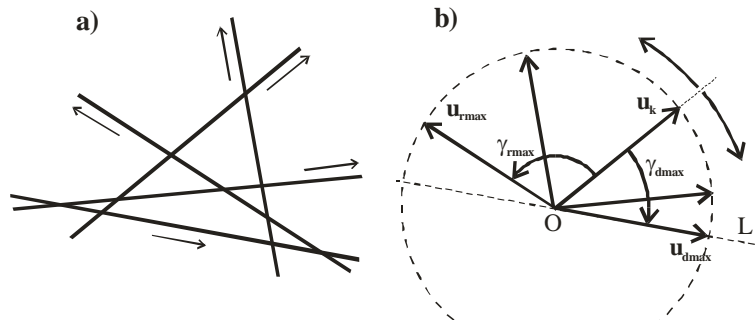 a)
b)
u_rmax
u_k
γ_rmax
γ_dmax
O
L
u_dmax